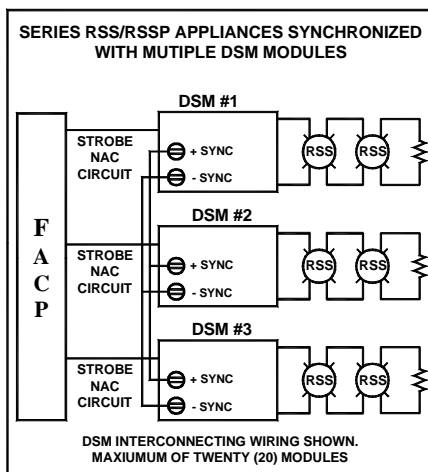 SERIES RSS/RSSP APPLIANCES SYNCHRONIZED
WITH MUTIPLE DSM MODULES
DSM #1
STROBE
NAC
CIRCUIT
+ SYNC
- SYNC
RSS
RSS
FACP
DSM #2
STROBE
NAC
CIRCUIT
+ SYNC
- SYNC
RSS
RSS
DSM #3
STROBE
NAC
CIRCUIT
+ SYNC
- SYNC
RSS
RSS
DSM INTERCONNECTING WIRING SHOWN.
MAXIUMUM OF TWENTY (20) MODULES